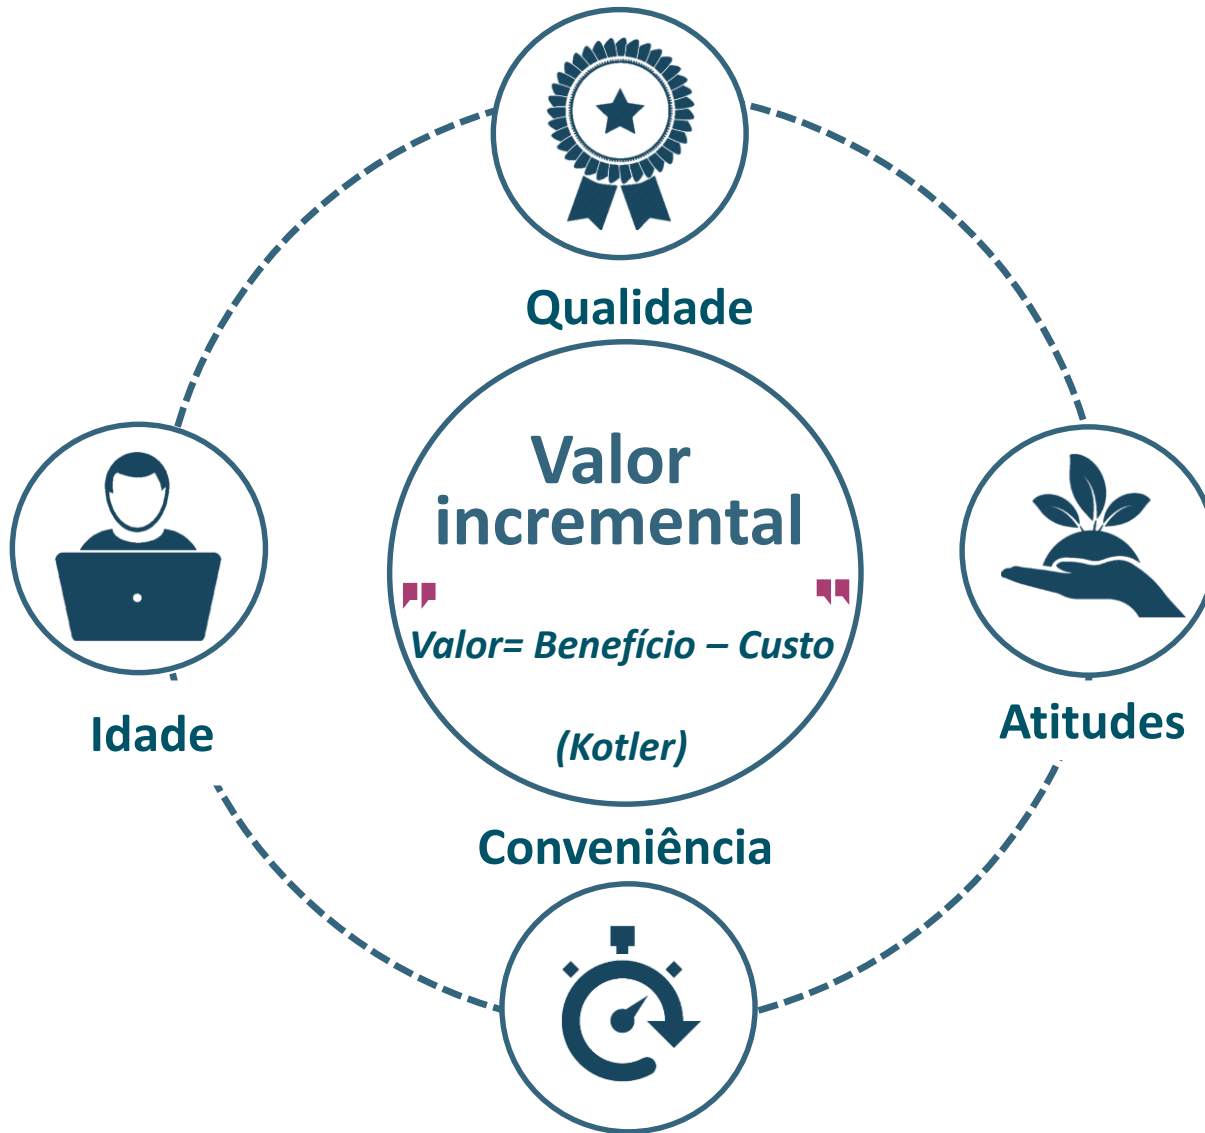 Qualidade
Valor
incremental
"
"
Valor= Benefício – Custo
(Kotler)
Idade
Atitudes
Conveniência